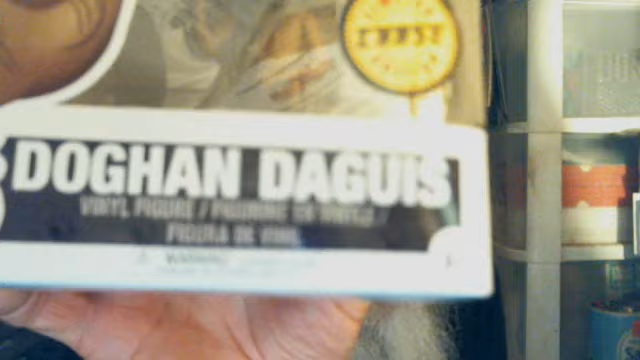 CHASE
DOGHAN DAGUIS
VINYL FIGURE / FIGURINE EN VINYLE /
FIGURA DE VINIL
WARNING